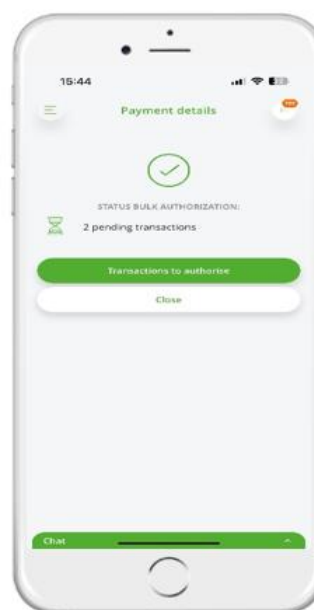 15:44
Payment details
STATUS BULK AUTHORIZATION:
2 pending transactions
Transactions to authorise
Close
Chat